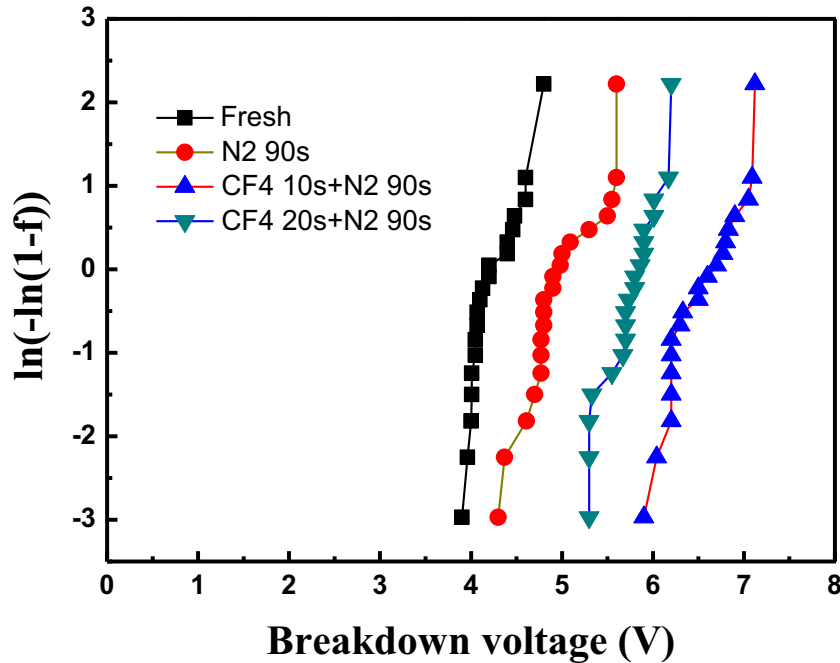 3
2
1
0
-1
-2
-3
ln(-ln(1-f))
Fresh
N2 90s
CF4 10s+N2 90s
CF4 20s+N2 90s
0 1 2 3 4 5 6 7 8
Breakdown voltage (V)